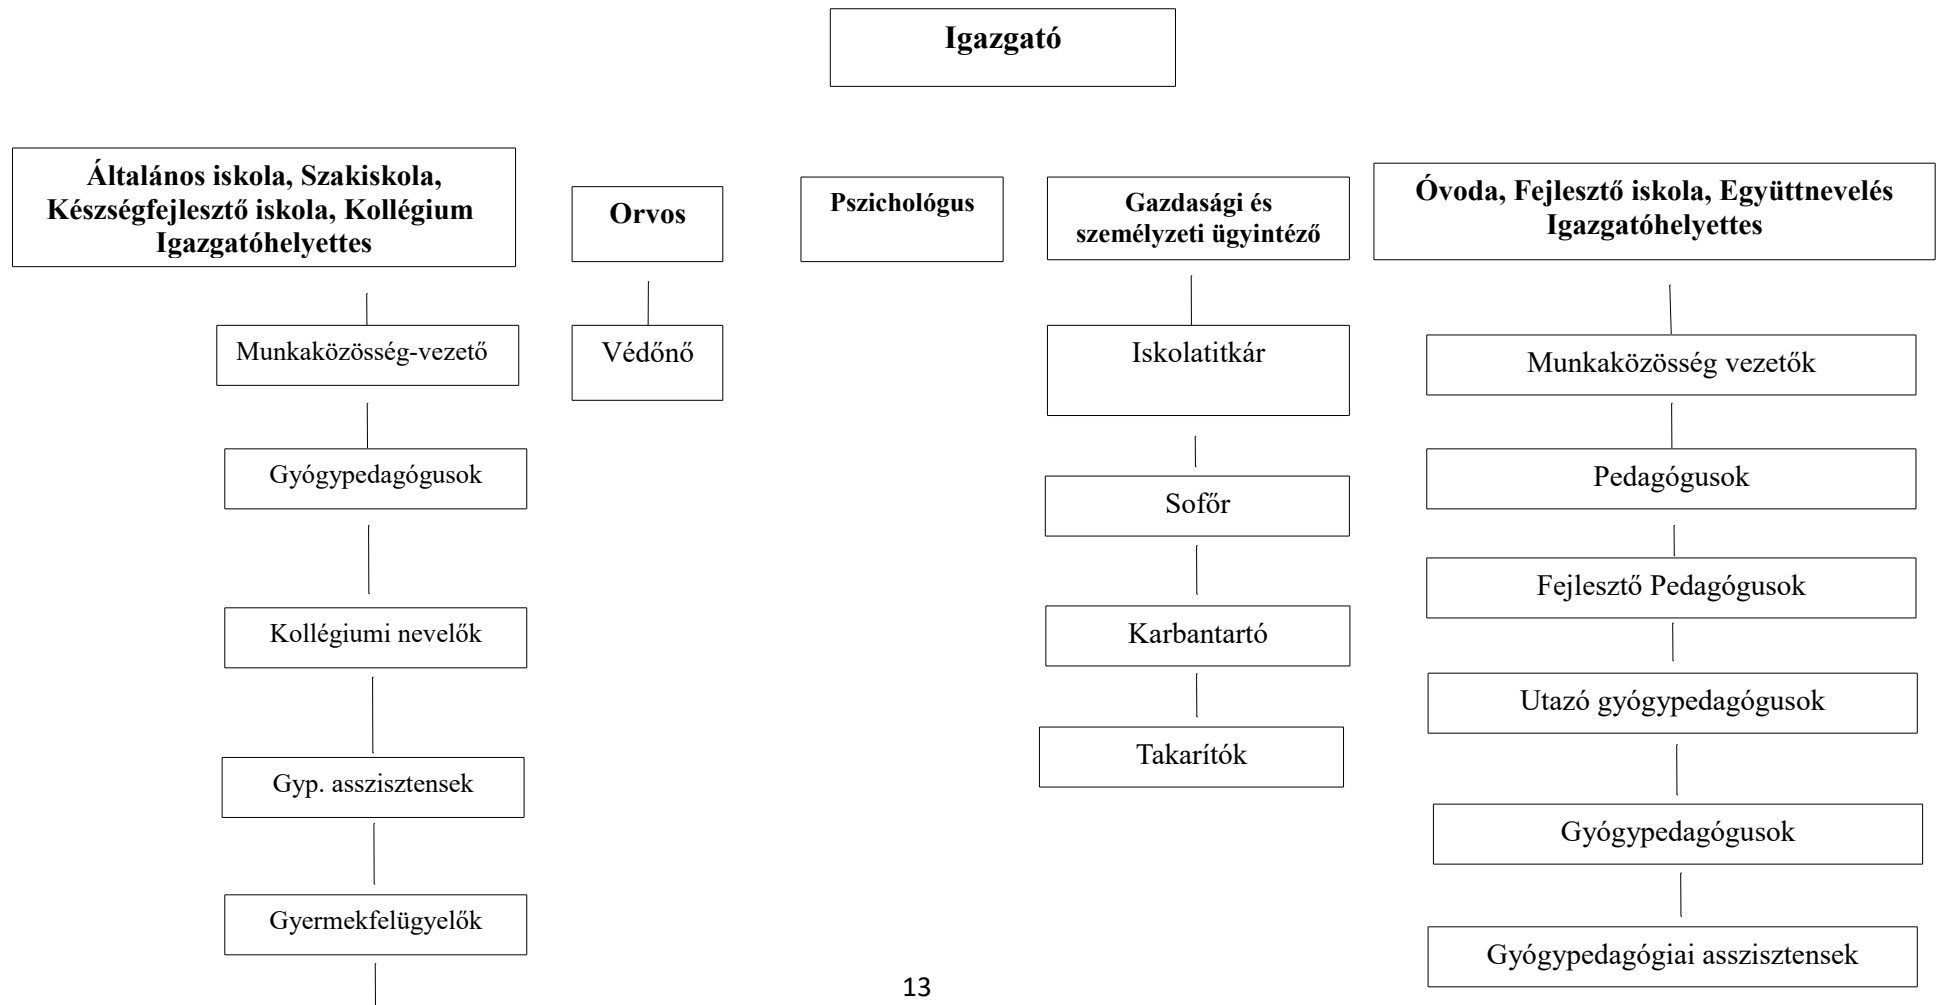 Igazgató
Általános iskola, Szakiskola,
Készségfejlesztő iskola, Kollégium
Igazgatóhelyettes
Orvos
Pszichológus
Gazdasági és
személyzeti ügyintéző
Óvoda, Fejlesztő iskola, Együttnevelés
Igazgatóhelyettes
Munkaközösség-vezető
Gyógypedagógusok
Kollégiumi nevelők
Gyp. asszisztensek
Gyermekfelügyelők
Védőnő
Iskolatitkár
Sofőr
Karbantartó
Takarítók
Munkaközösség vezetők
Pedagógusok
Fejlesztő Pedagógusok
Utazó gyógypedagógusok
Gyógypedagógusok
Gyógypedagógiai asszisztensek
13